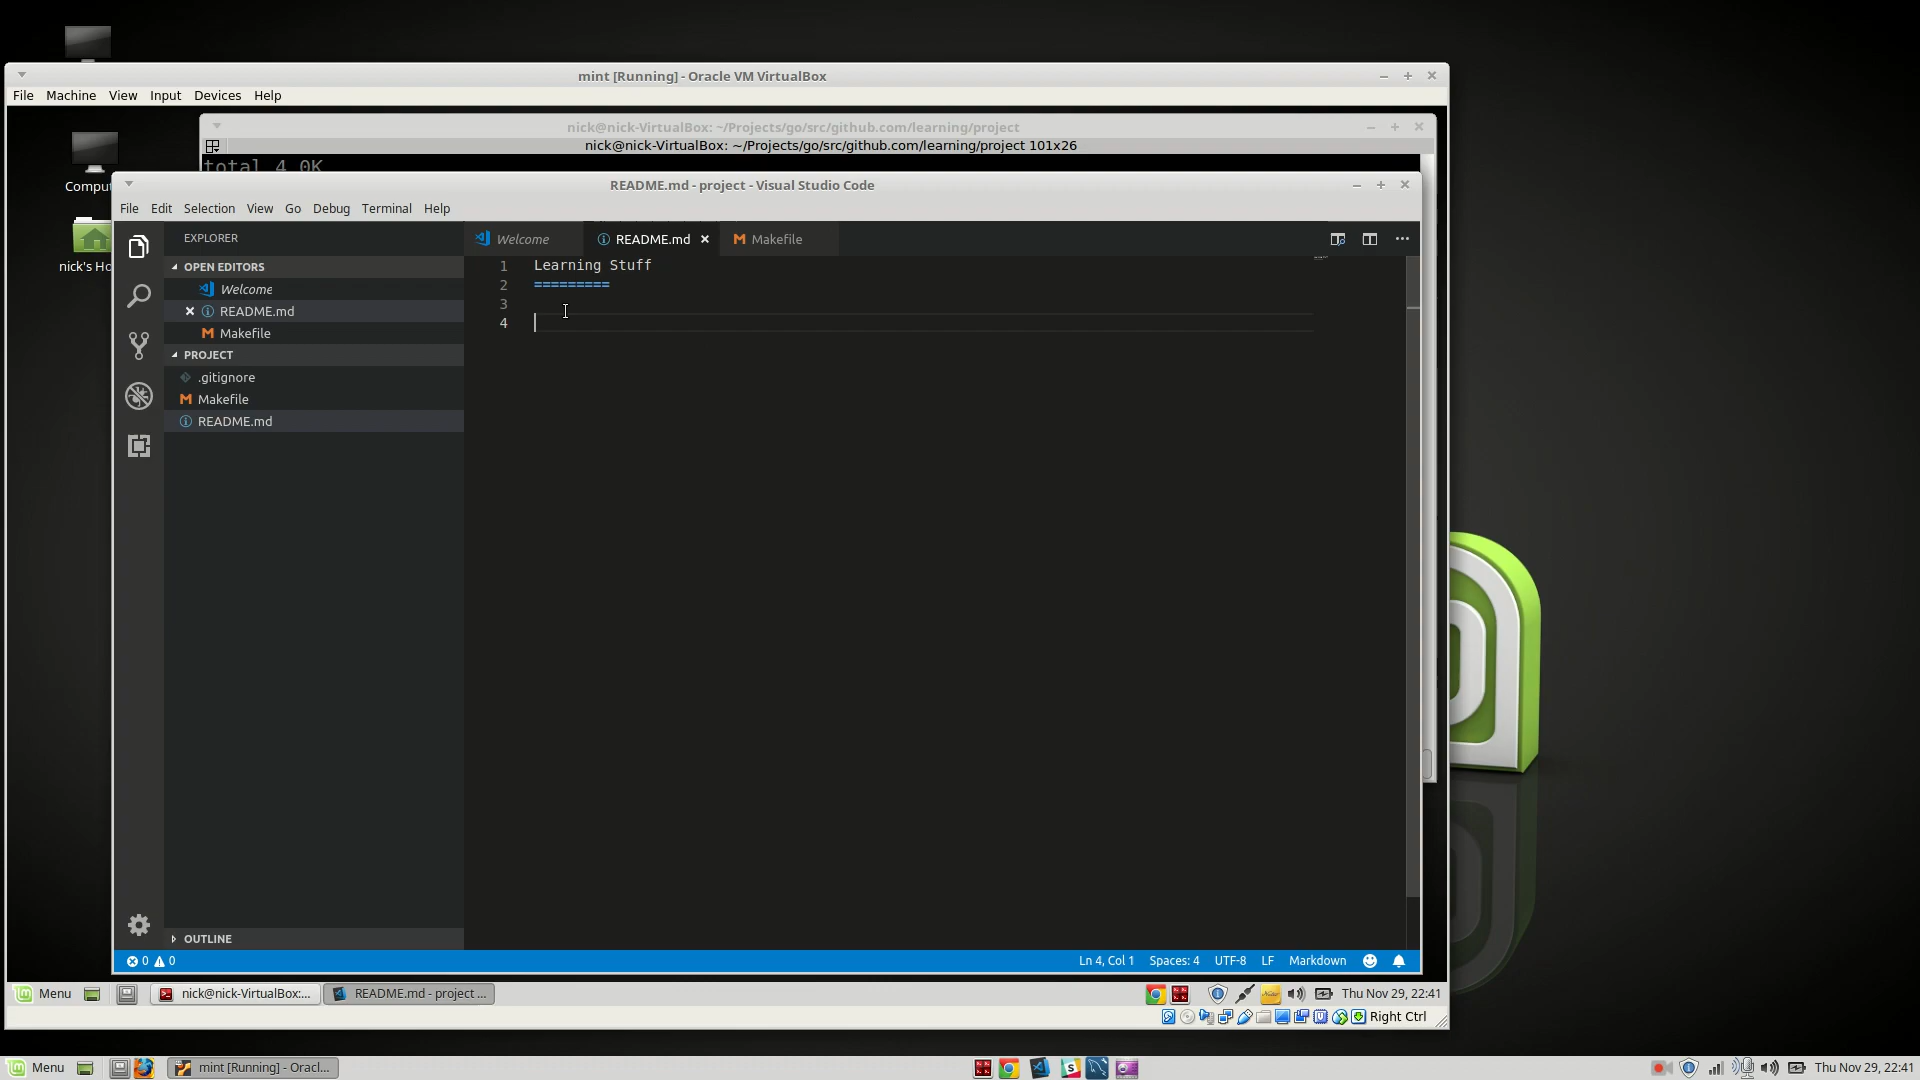 mint [Running] - Oracle VM VirtualBox
File Machine View Input Devices Help
nick@nick-VirtualBox: ~/Projects/go/src/github.com/learning/project
nick@nick-VirtualBox: ~/Projects/go/src/github.com/learning/project 101x26
total 4.0K
Comput
nick's Ho
README.md - project - Visual Studio Code
File Edit Selection View Go Debug Terminal Help
EXPLORER
OPEN EDITORS
Welcome
README.md
Makefile
PROJECT
.gitignore
Makefile
README.md
OUTLINE
Welcome README.md Makefile
1 Learning Stuff
2 =========
3
4
0 0 Ln 4, Col 1 Spaces: 4 UTF-8 LF Markdown
Menu nick@nick-VirtualBox:... README.md - project ... Thu Nov 29, 22:41
Right Ctrl
Menu mint [Running] - Oracl... Thu Nov 29, 22:41